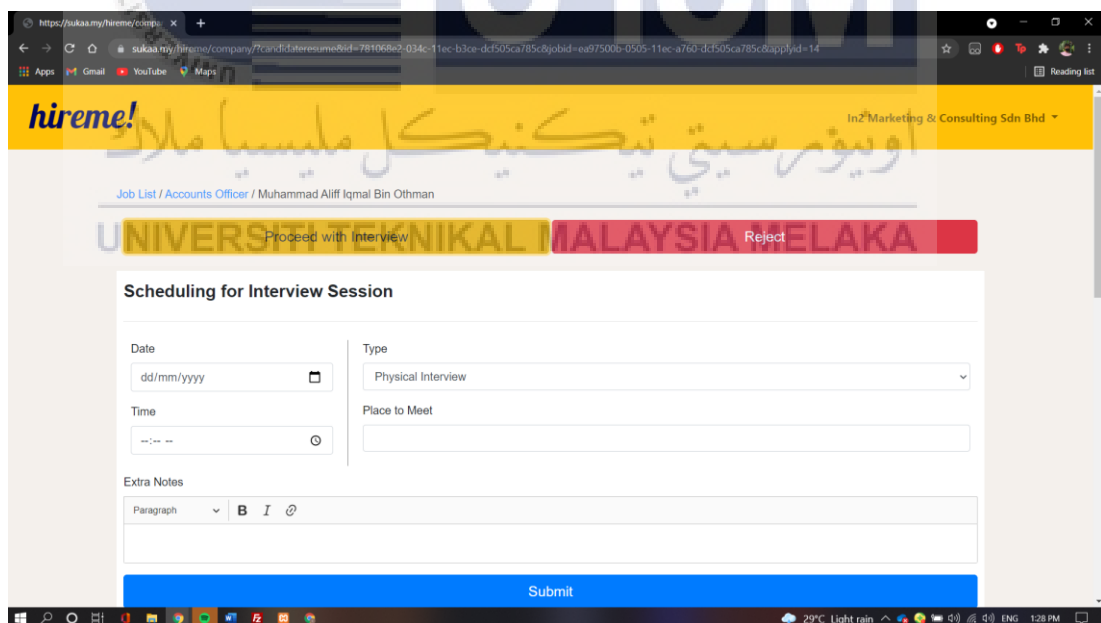 https://sukaa.my/hireme/compa
sukaa.my/hireme/company/?candidateresume&id=781068e2-034c-11ec-b3ce-dcf505ca785c&jobid=ea97500b-0505-11ec-a760-dcf505ca785c&applyid=14
Apps Gmail YouTube Maps Reading list
hireme!
In2 Marketing & Consulting Sdn Bhd
اونيۏرسيتي تيكنيكل مليسيا ملاك
Job List / Accounts Officer / Muhammad Aliff Iqmal Bin Othman
UNIVERSITI TEKNIKAL MALAYSIA MELAKA
Proceed with Interview Reject
Scheduling for Interview Session
Date Type
dd/mm/yyyy Physical Interview
Time Place to Meet
--:-- --
Extra Notes
Paragraph B I
Submit
29°C Light rain ENG 1:28 PM